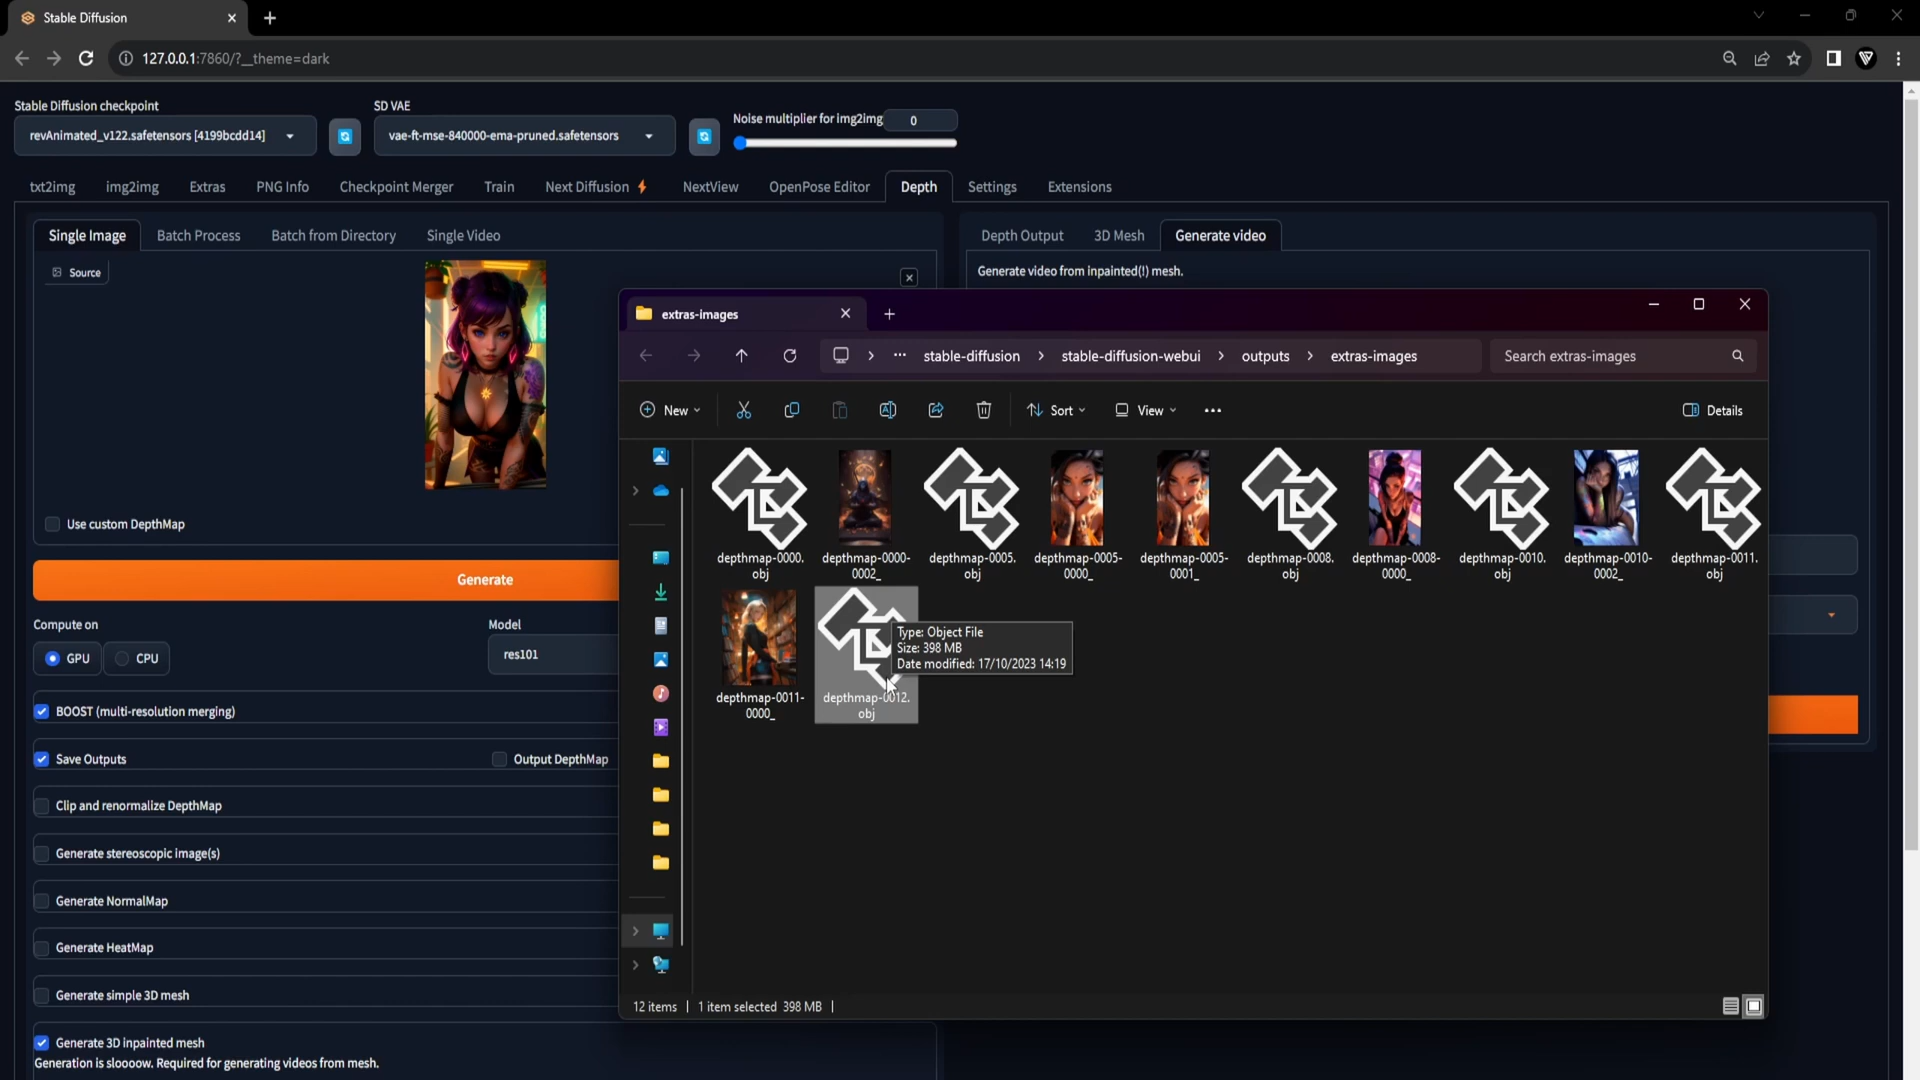 Stable Diffusion
127.0.0.1:7860/?__theme=dark
Stable Diffusion checkpoint
SD VAE
Noise multiplier for img2img
0
revAnimated_v122.safetensors [4199bcdd14]
vae-ft-mse-840000-ema-pruned.safetensors
txt2img img2img Extras PNG Info Checkpoint Merger Train Next Diffusion NextView OpenPose Editor Depth Settings Extensions
Single Image Batch Process Batch from Directory Single Video
Source
Use custom DepthMap
Generate
Compute on
GPU CPU
Model
res101
BOOST (multi-resolution merging)
Save Outputs
Output DepthMap
Clip and renormalize DepthMap
Generate stereoscopic image(s)
Generate NormalMap
Generate HeatMap
Generate simple 3D mesh
Generate 3D inpainted mesh
Generation is sloooow. Required for generating videos from mesh.
Depth Output 3D Mesh Generate video
Generate video from inpainted(!) mesh.
extras-images
stable-diffusion > stable-diffusion-webui > outputs > extras-images
Search extras-images
New
Sort
View
Details
depthmap-0000.
obj
depthmap-0000-
0002_
depthmap-0005.
obj
depthmap-0005-
0000_
depthmap-0005-
0001_
depthmap-0008.
obj
depthmap-0008-
0000_
depthmap-0010.
obj
depthmap-0010-
0002_
depthmap-0011.
obj
depthmap-0011-
0000_
depthmap-0012.
obj
Type: Object File
Size: 398 MB
Date modified: 17/10/2023 14:19
12 items
1 item selected 398 MB